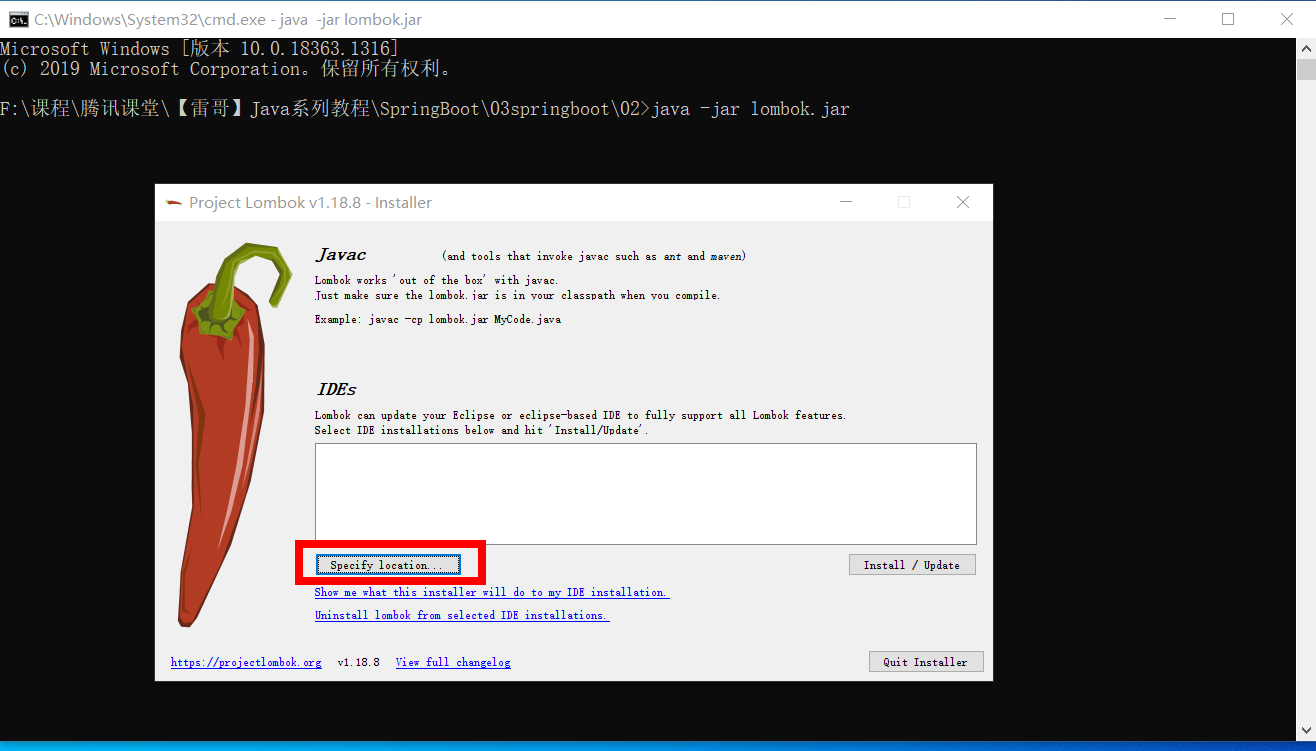 C:\Windows\System32\cmd.exe - java  -jar lombok.jar
Microsoft Windows [版本 10.0.18363.1316]
(c) 2019 Microsoft Corporation。保留所有权利。
F:\课程\腾讯课堂\【雷哥】Java系列教程\SpringBoot\03springboot\02>java -jar lombok.jar
Project Lombok v1.18.8 - Installer
Javac (and tools that invoke javac such as ant and maven)
Lombok works 'out of the box' with javac.
Just make sure the lombok.jar is in your classpath when you compile.
Example: javac -cp lombok.jar MyCode.java
IDEs
Lombok can update your Eclipse or eclipse-based IDE to fully support all Lombok features.
Select IDE installations below and hit 'Install/Update'.
Specify location... Install / Update
Show me what this installer will do to my IDE installation.
Uninstall lombok from selected IDE installations.
https://projectlombok.org v1.18.8 View full changelog Quit Installer